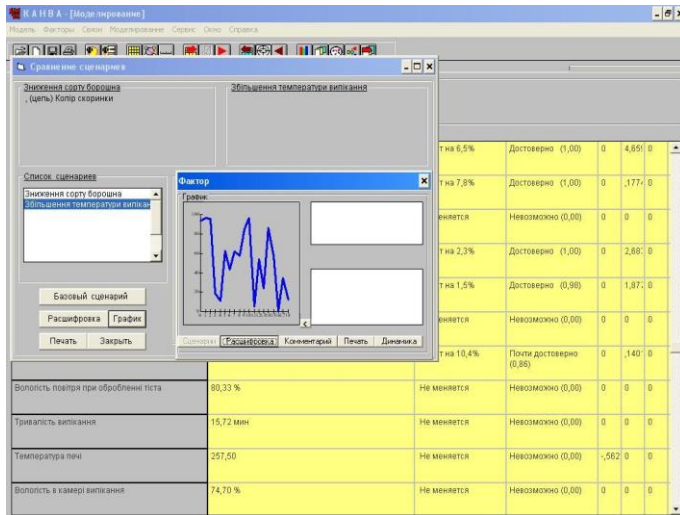 К А Н В А - [Моделирование]
Модель Факторы Связи Моделирование Сервис Окно Справка
Сравнение сценариев
Зниження сорту борошна
, (цепь) Колір скоринки
Збільшення температури випікання
Список сценариев
Зниження сорту борошна
Збільшення температури випікан
Базовый сценарий
Расшифровка График
Печать Закрыть
Фактор
График
Сценарии Расшифровка Комментарий Печать Динамика
т на 6,5% Достоверно (1,00) 0 0
т на 7,8% Достоверно (1,00) 0 0
еняется Невозможно (0,00) 0 0 0
т на 2,3% Достоверно (1,00) 0 0
т на 1,5% Достоверно (0,98) 0 0
еняется Невозможно (0,00) 0 0 0
т на 10,4% Почти достоверно (0,86) 0 0
Вологість повітря при обробленні тіста 80,33 % Не меняется Невозможно (0,00) 0 0 0
Тривалість випікання 15,72 мин Не меняется Невозможно (0,00) 0 0 0
Температура печі 257,50 Не меняется Невозможно (0,00) -,562 0 0
Вологість в камері випікання 74,70 % Не меняется Невозможно (0,00) 0 0 0